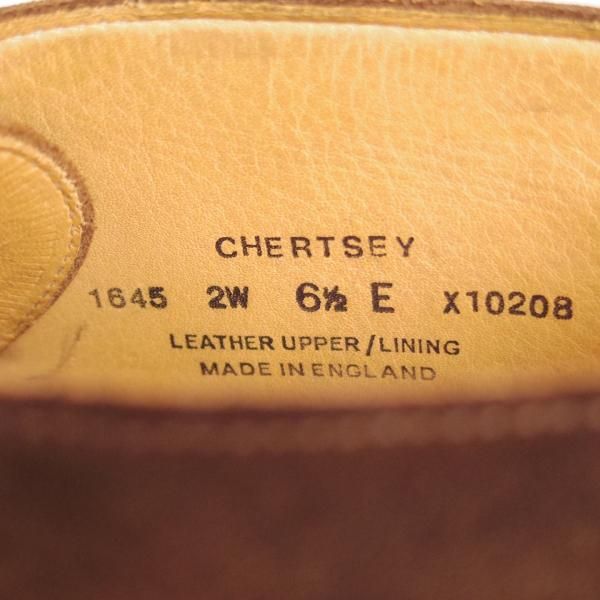 CHERTSEY
1645 2W 6½ E X10208
LEATHER UPPER/LINING
MADE IN ENGLAND